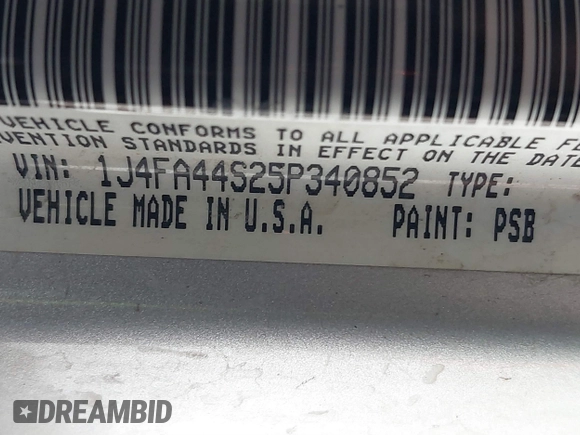 VEHICLE CONFORMS TO ALL APPLICABLE
VENTION STANDARDS IN EFFECT ON THE DATE
VIN: 1J4FA44S25P340852 TYPE:
VEHICLE MADE IN U.S.A. PAINT: PSB
DREAMBID